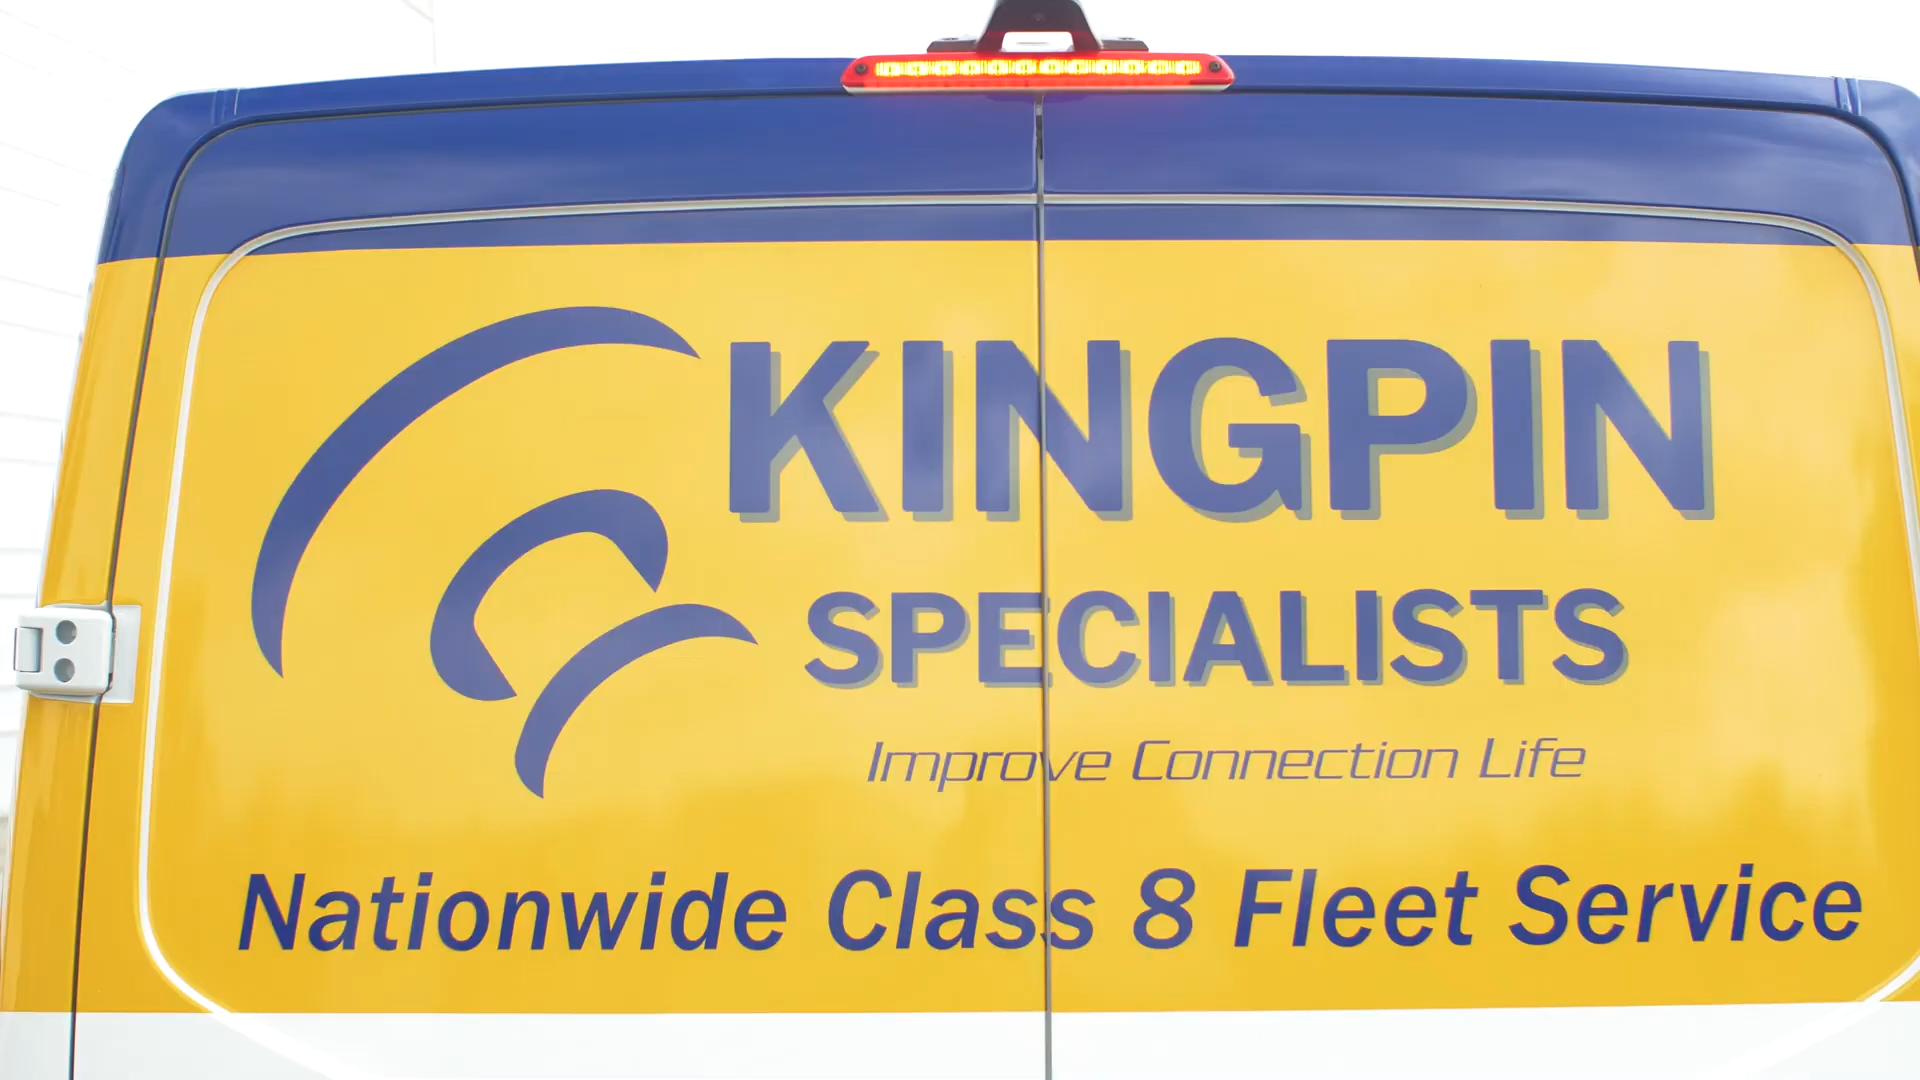 KINGPIN
SPECIALISTS
Improve Connection Life
Nationwide Class 8 Fleet Service